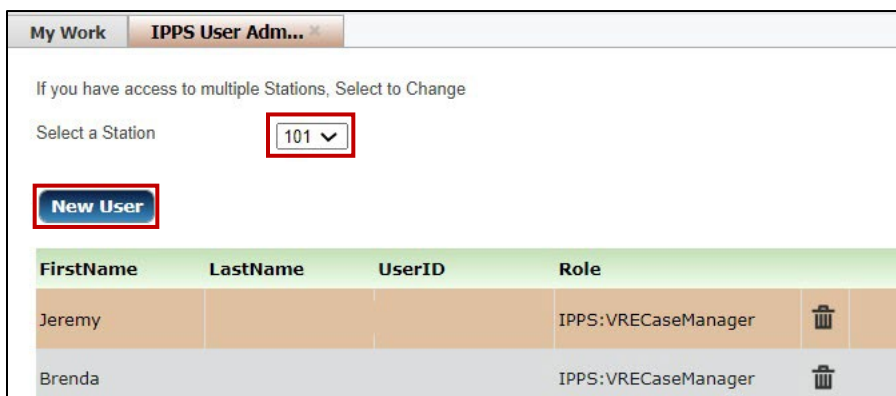 My Work IPPS User Adm...
If you have access to multiple Stations, Select to Change
Select a Station 101
New User
FirstName LastName UserID Role
Jeremy IPPS:VRECaseManager
Brenda IPPS:VRECaseManager